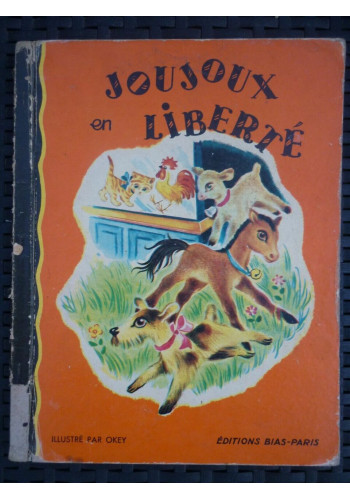 JOUJOUX
en LIBERTÉ
ILLUSTRÉ PAR OKEY
ÉDITIONS BIAS-PARIS